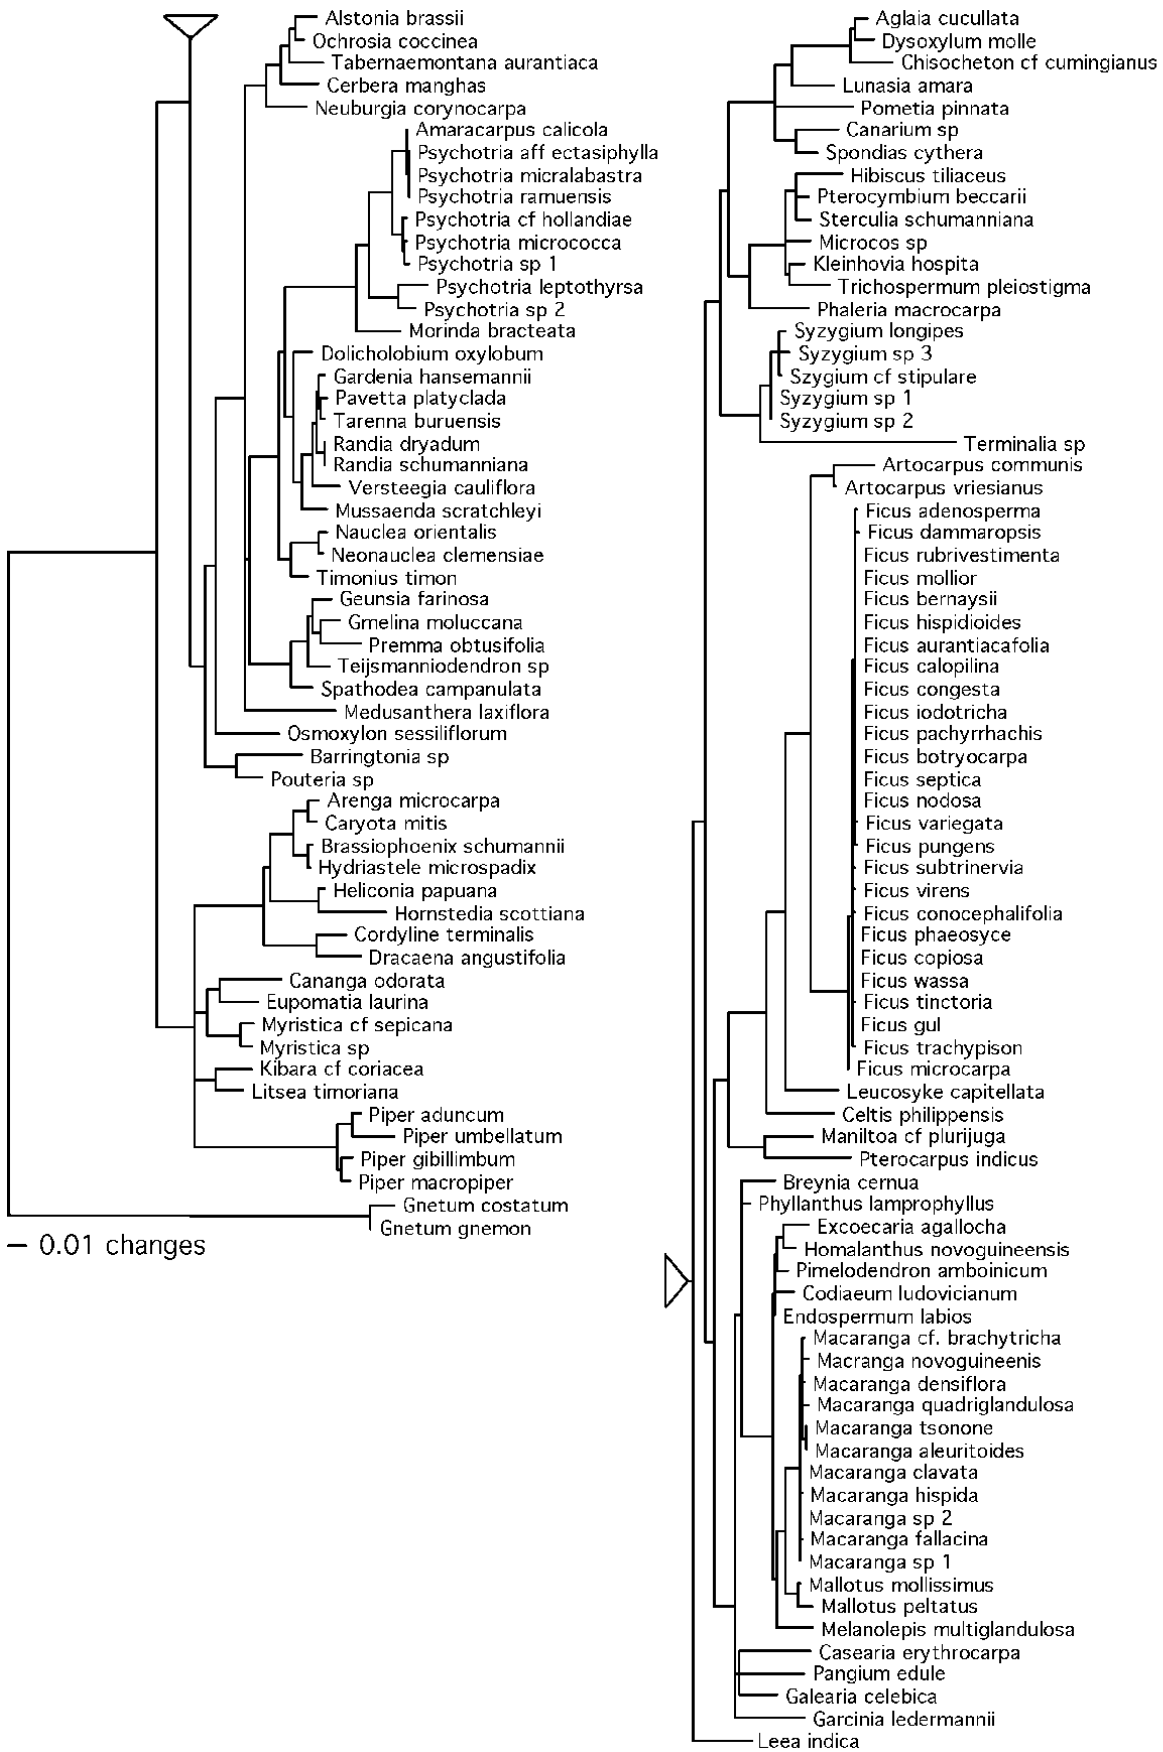 Alstonia brassii
Ochrosia coccinea
Tabernaemontana aurantiaca
Cerbera manghas
Neuburgia corynocarpa
Amaracarpus calicola
Psychotria aff ectasiphylla
Psychotria micralabastra
Psychotria ramuensis
Psychotria cf hollandiae
Psychotria micrococca
Psychotria sp 1
Psychotria leptothyrsa
Psychotria sp 2
Morinda bracteata
Dolicholobium oxylobum
Gardenia hansemannii
Pavetta platyclada
Tarenna buruensis
Randia dryadum
Randia schumanniana
Versteegia cauliflora
Mussaenda scratchleyi
Nauclea orientalis
Neonauclea clemensiae
Timonius timon
Geunsia farinosa
Gmelina moluccana
Premma obtusifolia
Teijsmanniodendron sp
Spathodea campanulata
Medusanthera laxiflora
Osmoxylon sessiliflorum
Barringtonia sp
Pouteria sp
Arenga microcarpa
Caryota mitis
Brassiophoenix schumannii
Hydriastele microspadix
Heliconia papuana
Hornstedia scottiana
Cordyline terminalis
Dracaena angustifolia
Cananga odorata
Eupomatia laurina
Myristica cf sepicana
Myristica sp
Kibara cf coriacea
Litsea timoriana
Piper aduncum
Piper umbellatum
Piper gibillimbum
Piper macropiper
Gnetum costatum
Gnetum gnemon
0.01 changes
Aglaia cucullata
Dysoxylum molle
Chisocheton cf cumingianus
Lunasia amara
Pometia pinnata
Canarium sp
Spondias cythera
Hibiscus tiliaceus
Pterocymbium beccarii
Sterculia schumanniana
Microcos sp
Kleinhovia hospita
Trichospermum pleiostigma
Phaleria macrocarpa
Syzygium longipes
Syzygium sp 3
Szygium cf stipulare
Syzygium sp 1
Syzygium sp 2
Terminalia sp
Artocarpus communis
Artocarpus vriesianus
Ficus adenosperma
Ficus dammaropsis
Ficus rubrivestimenta
Ficus mollior
Ficus bernaysii
Ficus hispidioides
Ficus aurantiacafolia
Ficus calopilina
Ficus congesta
Ficus iodotricha
Ficus pachyrrhachis
Ficus botryocarpa
Ficus septica
Ficus nodosa
Ficus variegata
Ficus pungens
Ficus subtrinervia
Ficus virens
Ficus conocephalifolia
Ficus phaeosyce
Ficus copiosa
Ficus wassa
Ficus tinctoria
Ficus gul
Ficus trachypison
Ficus microcarpa
Leucosyke capitellata
Celtis philippensis
Maniltoa cf plurijuga
Pterocarpus indicus
Breynia cernua
Phyllanthus lamprophyllus
Excoecaria agallocha
Homalanthus novoguineensis
Pimelodendron amboinicum
Codiaeum ludovicianum
Endospermum labios
Macaranga cf. brachytricha
Macranga novoguineenis
Macaranga densiflora
Macaranga quadriglandulosa
Macaranga tsonone
Macaranga aleuritoides
Macaranga clavata
Macaranga hispida
Macaranga sp 2
Macaranga fallacina
Macaranga sp 1
Mallotus mollissimus
Mallotus peltatus
Melanolepis multiglandulosa
Casearia erythrocarpa
Pangium edule
Galearia celebica
Garcinia ledermannii
Leea indica